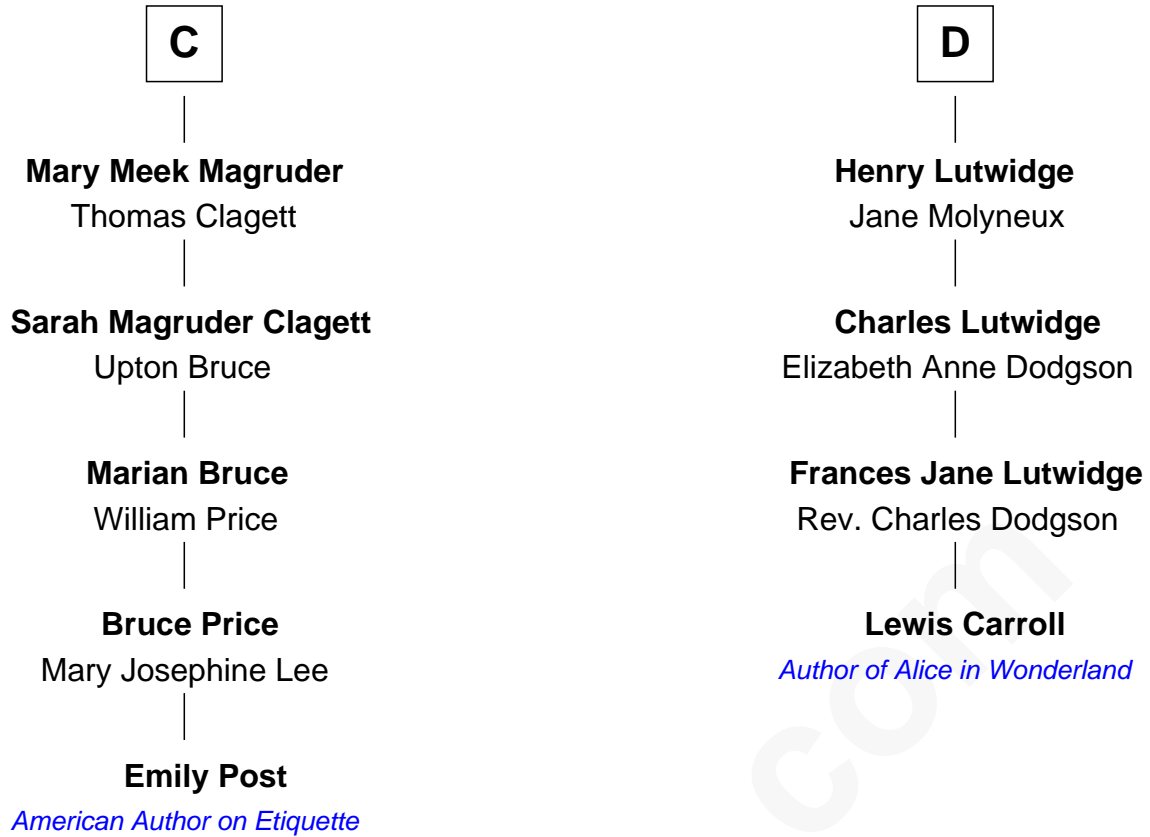 C
Mary Meek Magruder
Thomas Clagett
Sarah Magruder Clagett
Upton Bruce
Marian Bruce
William Price
Bruce Price
Mary Josephine Lee
Emily Post
American Author on Etiquette
D
Henry Lutwidge
Jane Molyneux
Charles Lutwidge
Elizabeth Anne Dodgson
Frances Jane Lutwidge
Rev. Charles Dodgson
Lewis Carroll
Author of Alice in Wonderland
com